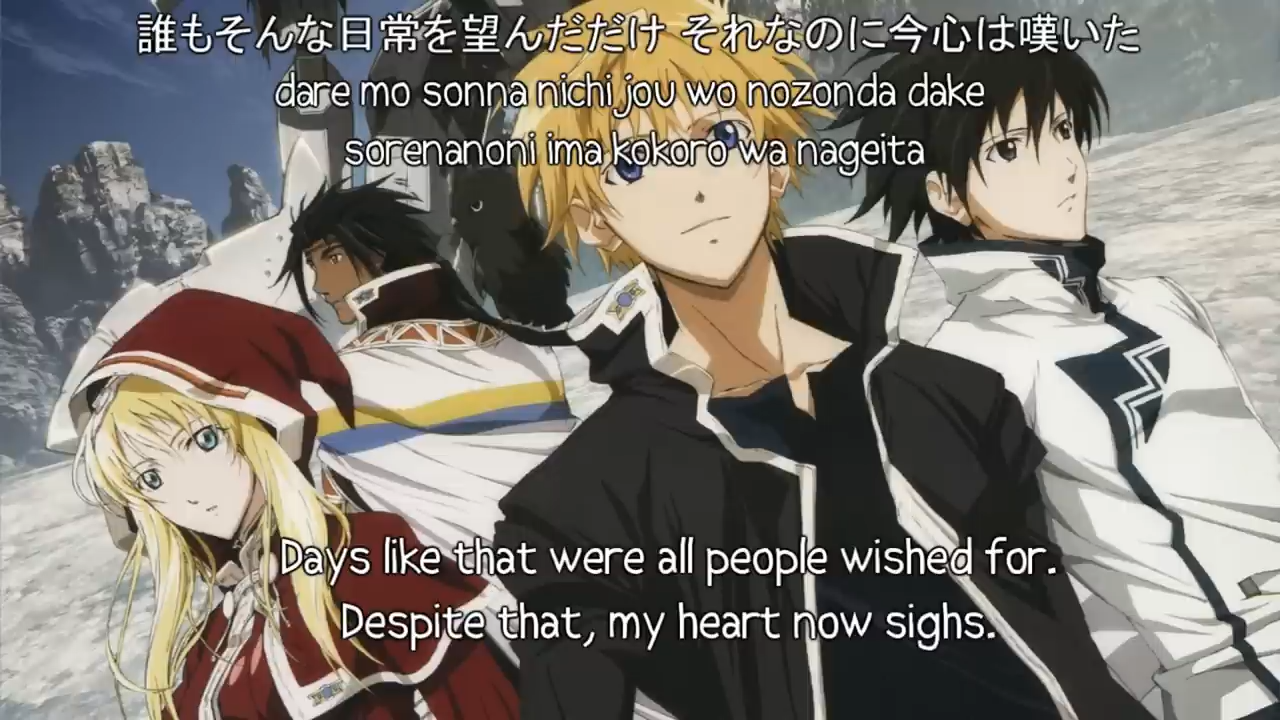 誰もそんな日常を望んだだけ それなのに今心は嘆いた
dare mo sonna nichi jou wo nozonda dake
sorenanoni ima kokoro wa nageita
Days like that were all people wished for.
Despite that, my heart now sighs.